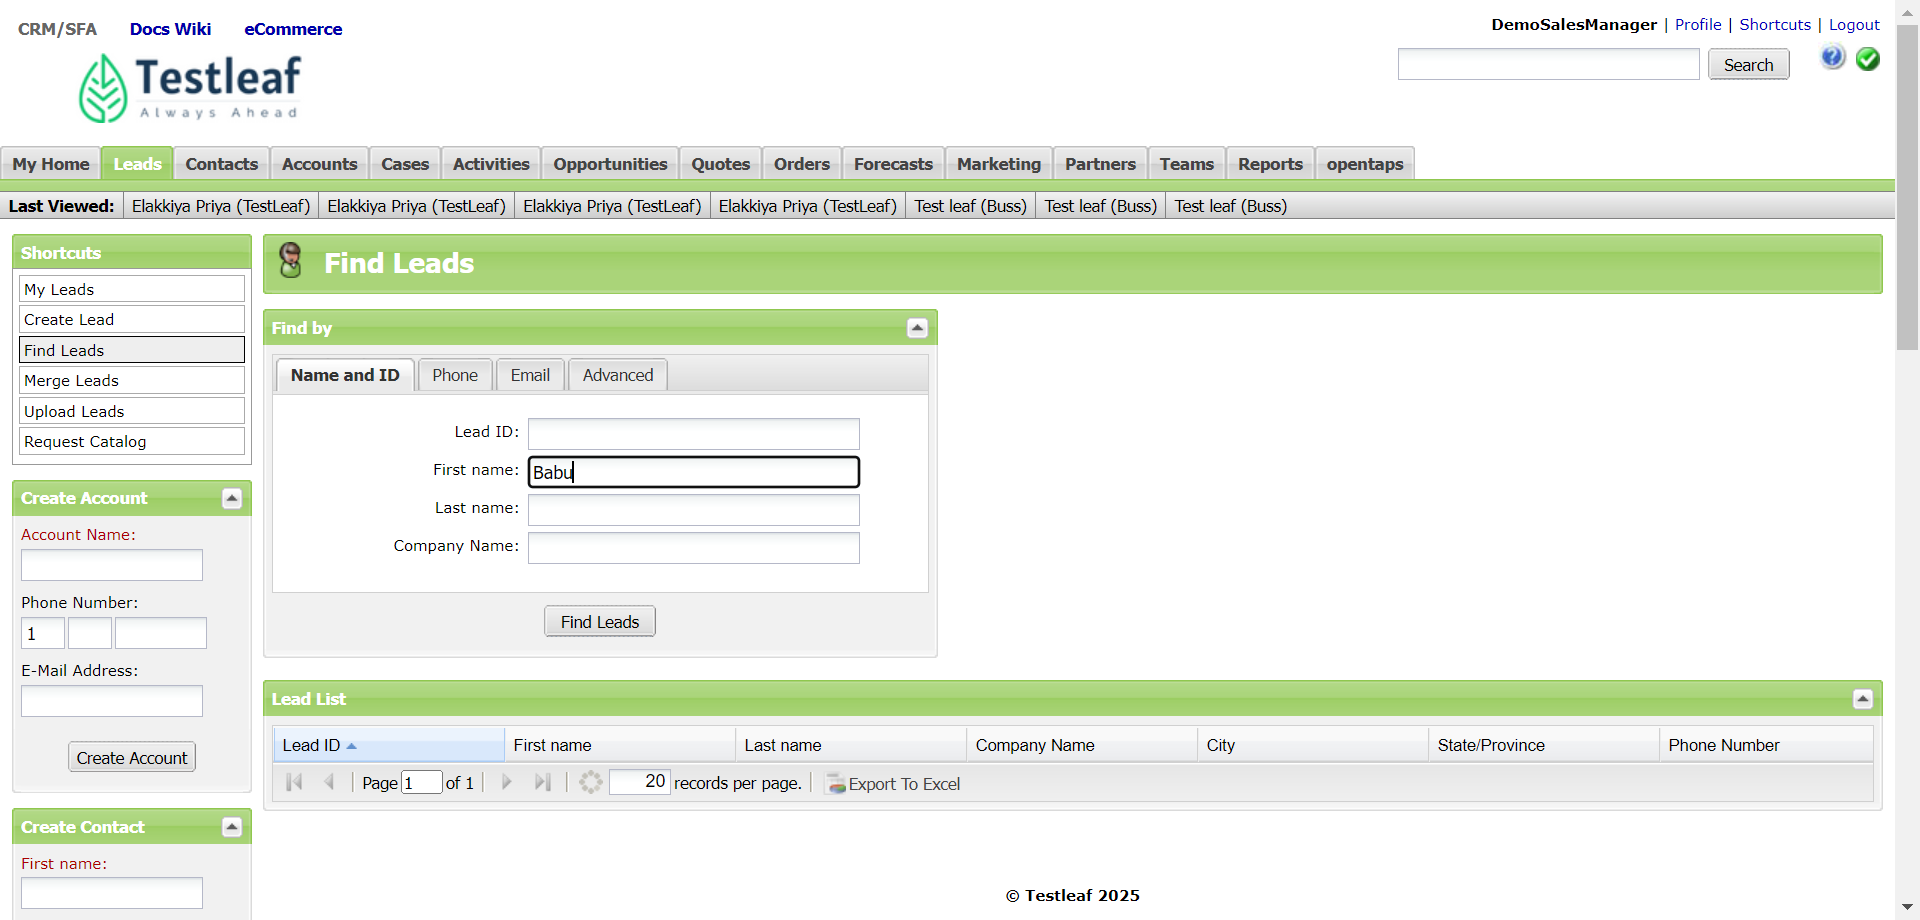 CRM/SFA Docs Wiki eCommerce
DemoSalesManager | Profile | Shortcuts | Logout
Testleaf
Always Ahead
Search
My Home Leads Contacts Accounts Cases Activities Opportunities Quotes Orders Forecasts Marketing Partners Teams Reports opentaps
Last Viewed: Elakkiya Priya (TestLeaf) Elakkiya Priya (TestLeaf) Elakkiya Priya (TestLeaf) Elakkiya Priya (TestLeaf) Test leaf (Buss) Test leaf (Buss) Test leaf (Buss)
Shortcuts
My Leads
Create Lead
Find Leads
Merge Leads
Upload Leads
Request Catalog
Create Account
Account Name:
Phone Number:
1
E-Mail Address:
Create Account
Create Contact
First name:
Find Leads
Find by
Name and ID Phone Email Advanced
Lead ID:
First name: Babu
Last name:
Company Name:
Find Leads
Lead List
Lead ID First name Last name Company Name City State/Province Phone Number
Page 1 of 1 20 records per page. Export To Excel
© Testleaf 2025